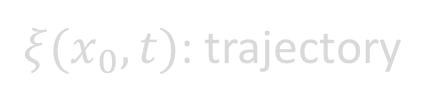 ξ(x₀, t): trajectory